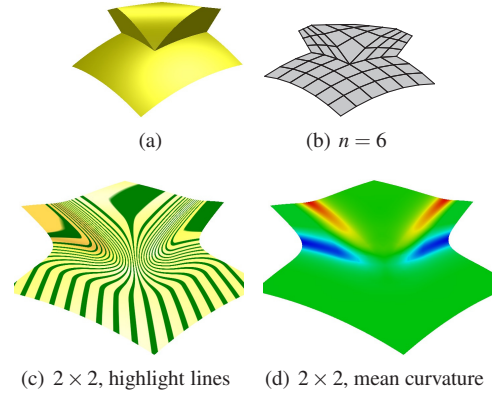 (a)
(b) n = 6
(c) 2 × 2, highlight lines
(d) 2 × 2, mean curvature